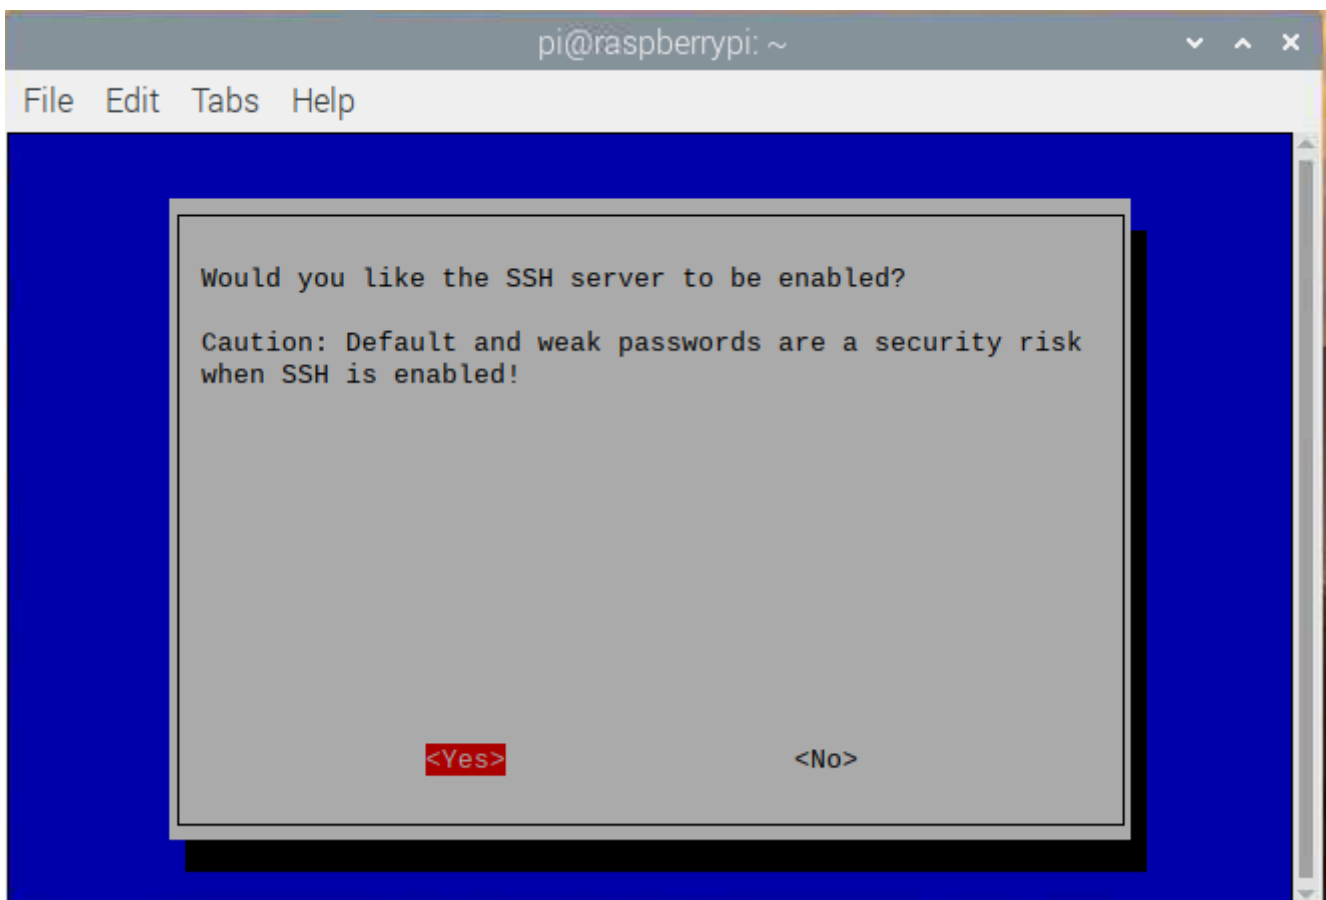 pi@raspberrypi: ~
File Edit Tabs Help
Would you like the SSH server to be enabled?
Caution: Default and weak passwords are a security risk
when SSH is enabled!
<Yes> <No>